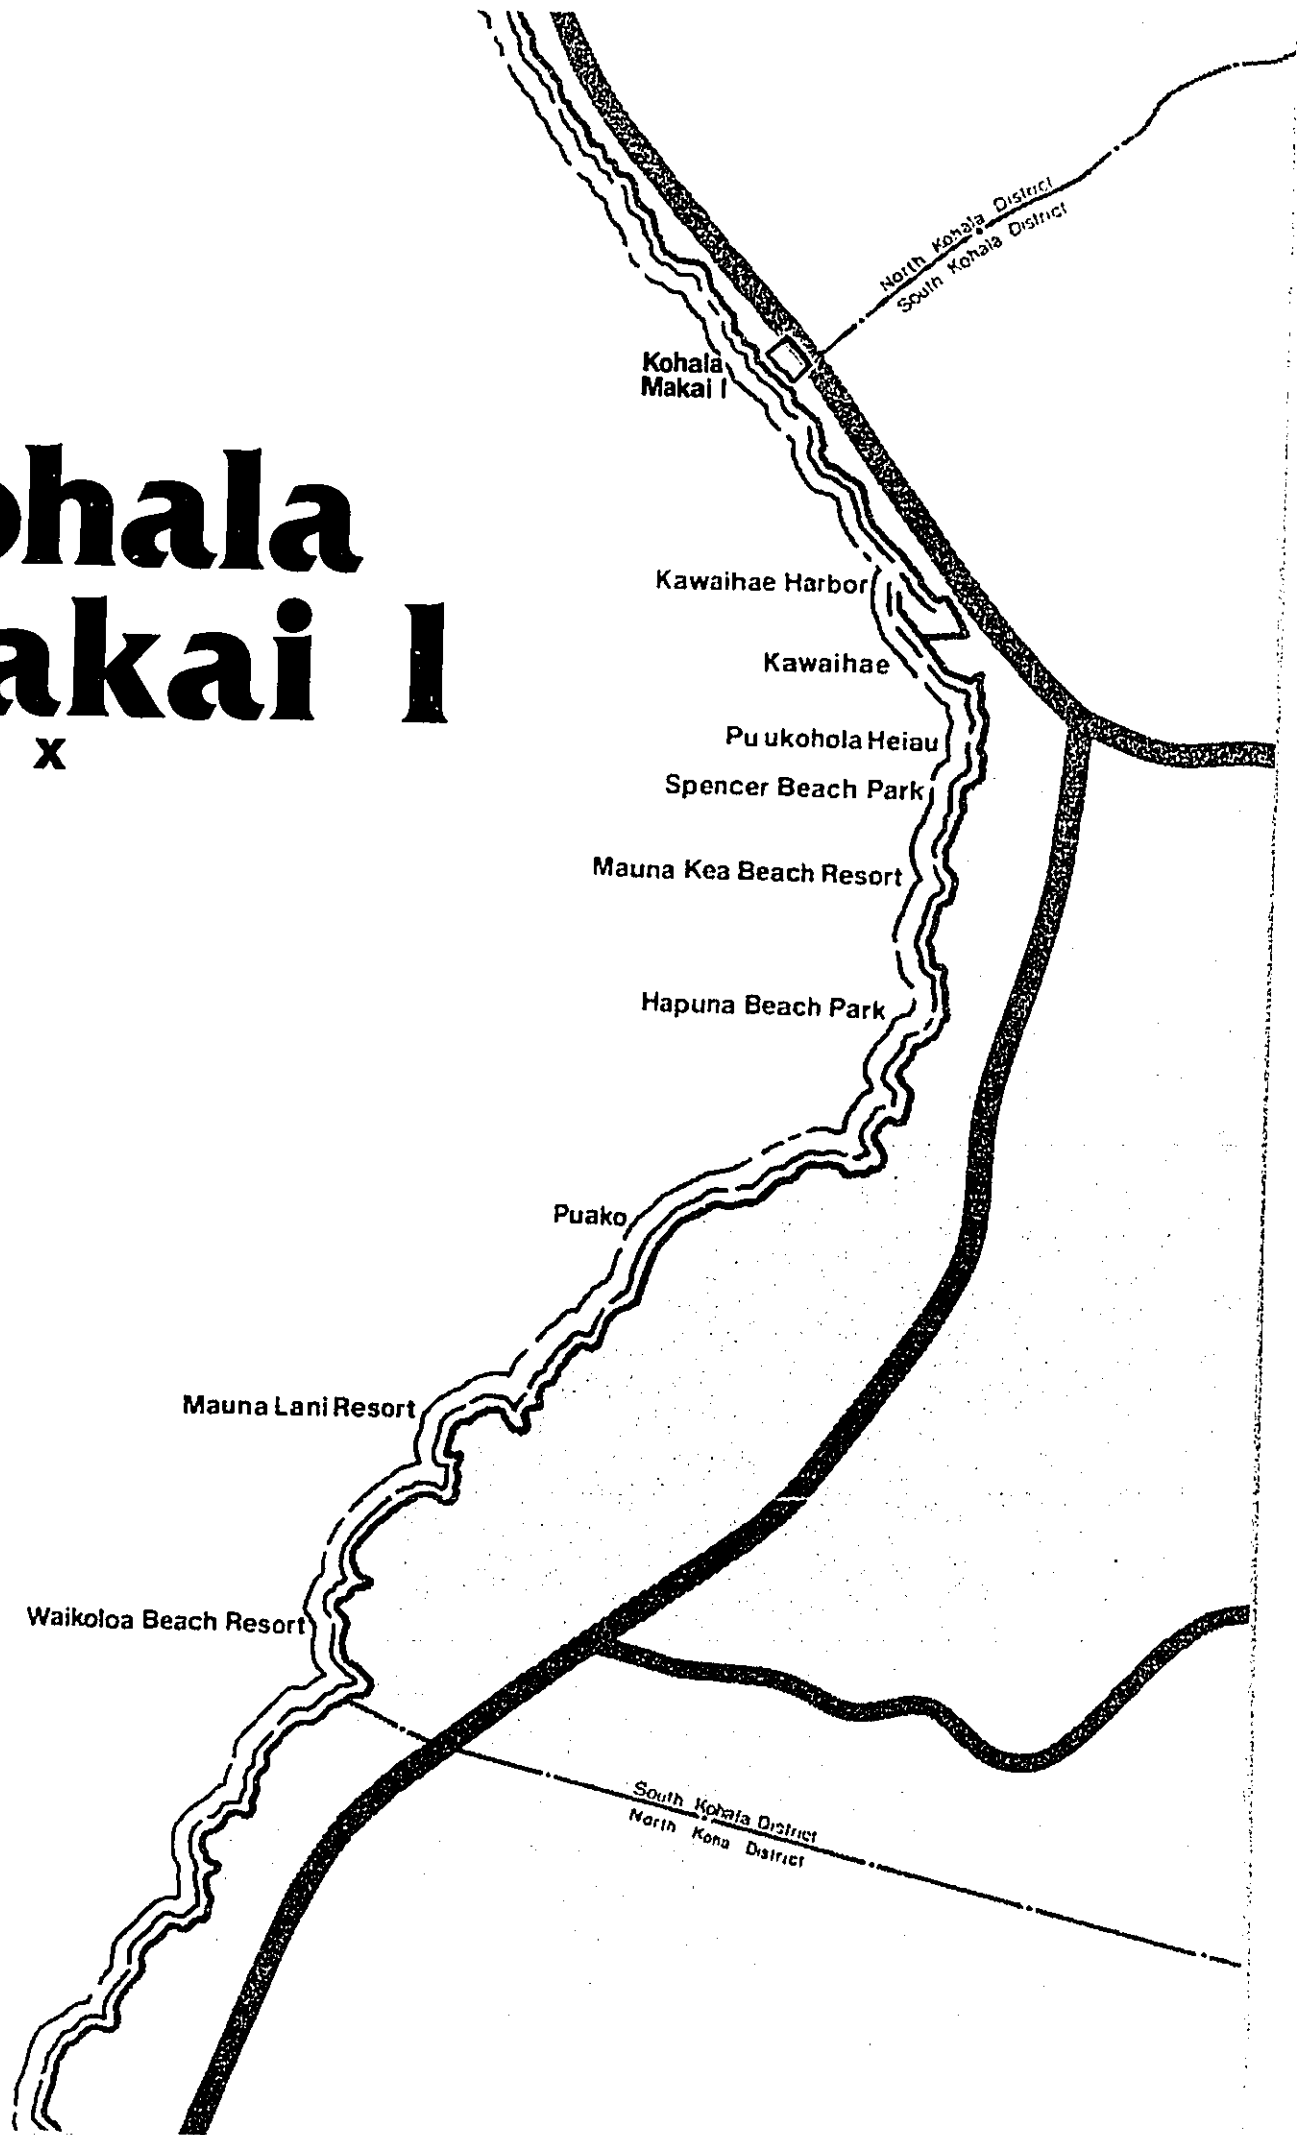 North Kohala District
South Kohala District
Kohala
Makai I
ohala
akai I
x
Kawaihae Harbor
Kawaihae
Pu ukohola Heiau
Spencer Beach Park
Mauna Kea Beach Resort
Hapuna Beach Park
Puako
Mauna Lani Resort
Waikoloa Beach Resort
South Kohala District
North Kona District